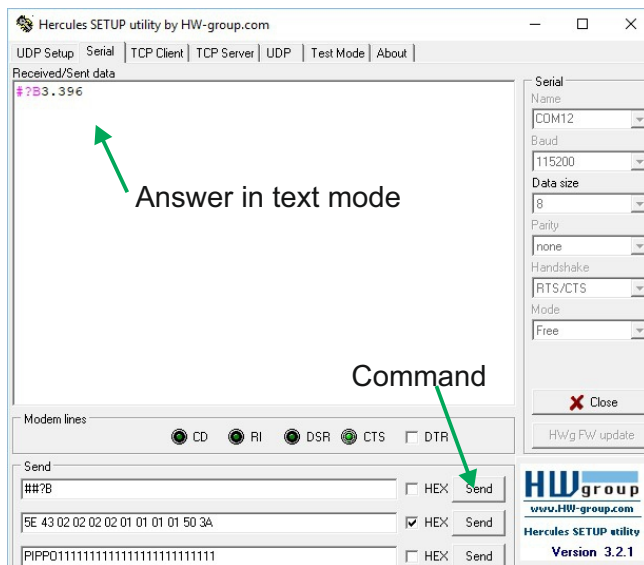 Hercules SETUP utility by HW-group.com
UDP Setup Serial TCP Client TCP Server UDP Test Mode About
Received/Sent data
#?B3.396
Answer in text mode
Command
Serial
Name
COM12
Baud
115200
Data size
8
Parity
none
Handshake
RTS/CTS
Mode
Free
Close
HWg FW update
Modem lines
CD RI DSR CTS DTR
Send
##?B HEX Send
5E 43 02 02 02 02 01 01 01 01 50 3A HEX Send
HEX Send
HWgroup
www.HW-group.com
Hercules SETUP utility
Version 3.2.1